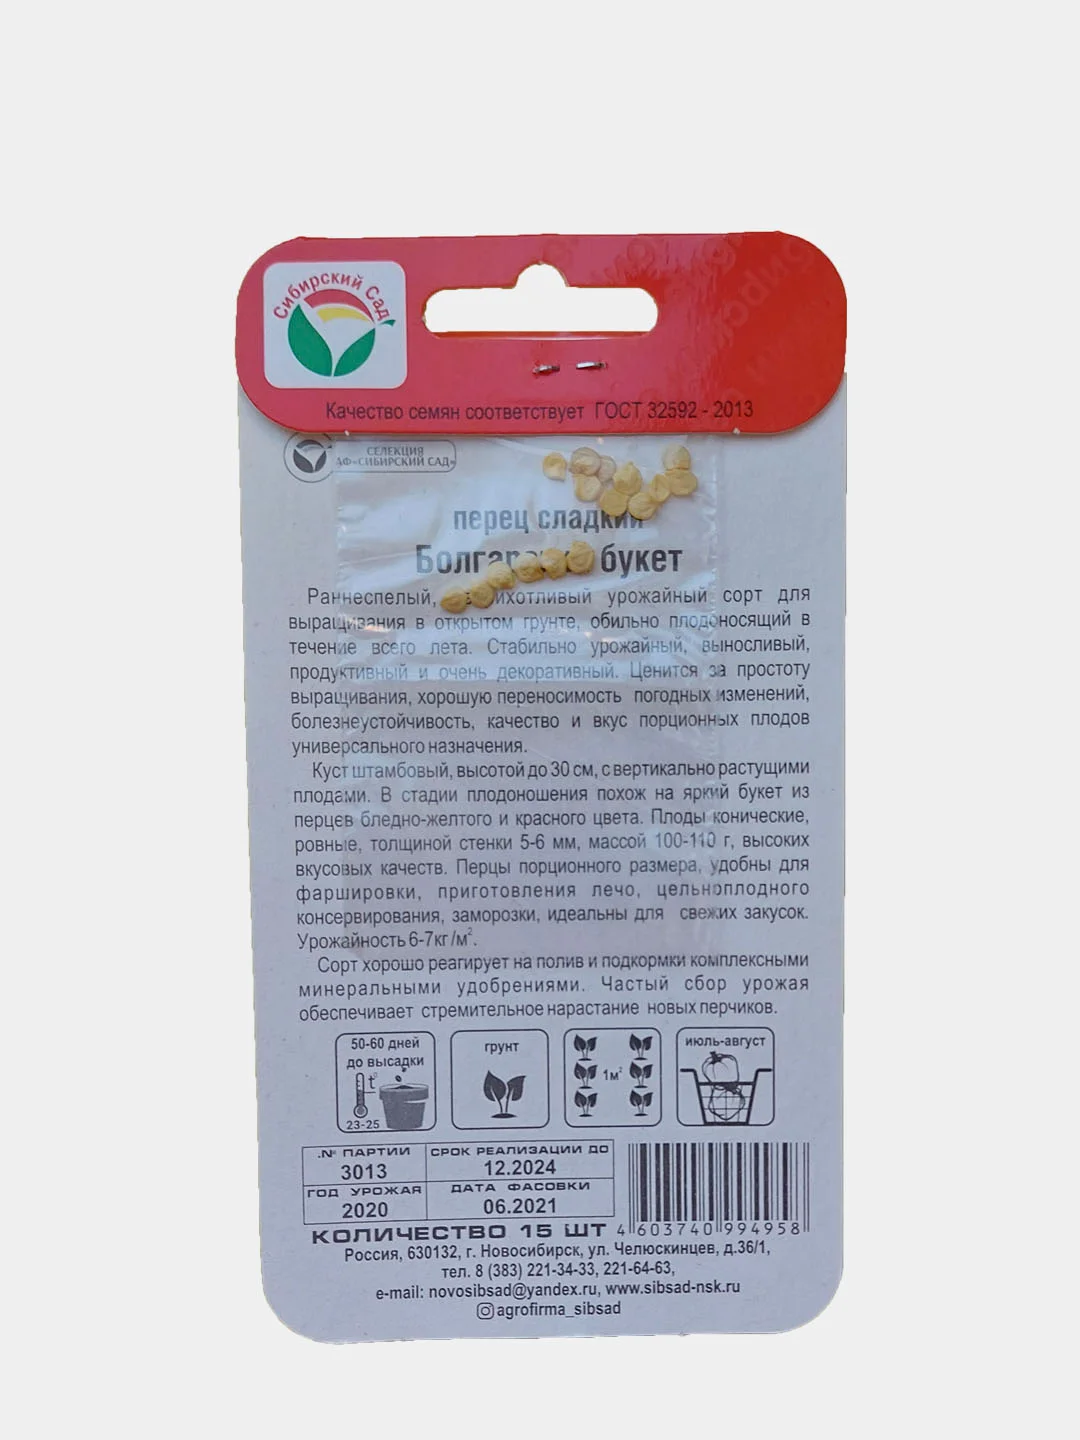 Сибирский Сад
Качество семян соответствует ГОСТ 32592 - 2013
СЕЛЕКЦИЯ
АФ«СИБИРСКИЙ САД»
перец сладкий
букет
Раннеспелый, урожайный сорт для
выращивания в открытом грунте, обильно плодоносящий в
течение всего лета. Стабильно урожайный, выносливый,
продуктивный и очень декоративный. Ценится за простоту
выращивания, хорошую переносимость погодных изменений,
болезнеустойчивость, качество и вкус порционных плодов
универсального назначения.
Куст штамбовый, высотой до 30 см, с вертикально растущими
плодами. В стадии плодоношения похож на яркий букет из
перцев бледно-желтого и красного цвета. Плоды конические,
ровные, толщиной стенки 5-6 мм, массой 100-110 г, высоких
вкусовых качеств. Перцы порционного размера, удобны для
фаршировки, приготовления лечо, цельноплодного
консервирования, заморозки, идеальны для свежих закусок.
Урожайность 6-7кг/м².
Сорт хорошо реагирует на полив и подкормки комплексными
минеральными удобрениями. Частый сбор урожая
обеспечивает стремительное нарастание новых перчиков.
50-60 дней
до высадки
t°
23-25
грунт
1м²
июль-август
.№ ПАРТИИ
3013
СРОК РЕАЛИЗАЦИИ ДО
12.2024
ГОД УРОЖАЯ
2020
ДАТА ФАСОВКИ
06.2021
КОЛИЧЕСТВО 15 ШТ
4 603740 994958
Россия, 630132, г. Новосибирск, ул. Челюскинцев, д.36/1,
тел. 8 (383) 221-34-33, 221-64-63,
e-mail: novosibsad@yandex.ru, www.sibsad-nsk.ru
agrofirma_sibsad